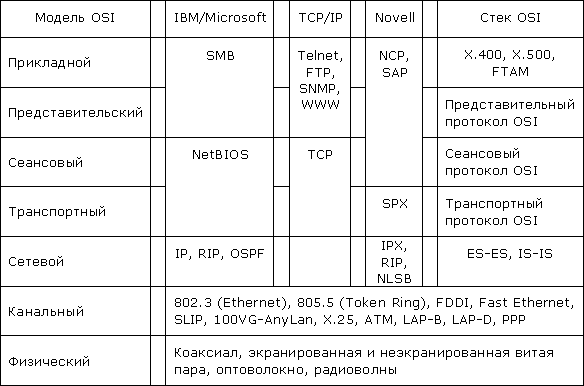 Модель OSI IBM/Microsoft TCP/IP Novell Стек OSI
Прикладной
SMB
Telnet,
FTP,
SNMP,
WWW
NCP,
SAP
X.400, X.500,
FTAM
Представительский
Представительный
протокол OSI
Сеансовый
NetBIOS
TCP
Сеансовый
протокол OSI
Транспортный
SPX
Транспортный
протокол OSI
Сетевой
IP, RIP, OSPF
IPX,
RIP,
NLSB
ES-ES, IS-IS
Канальный
802.3 (Ethernet), 805.5 (Token Ring), FDDI, Fast Ethernet,
SLIP, 100VG-AnyLan, X.25, ATM, LAP-B, LAP-D, PPP
Физический
Коаксиал, экранированная и неэкранированная витая
пара, оптоволокно, радиоволны